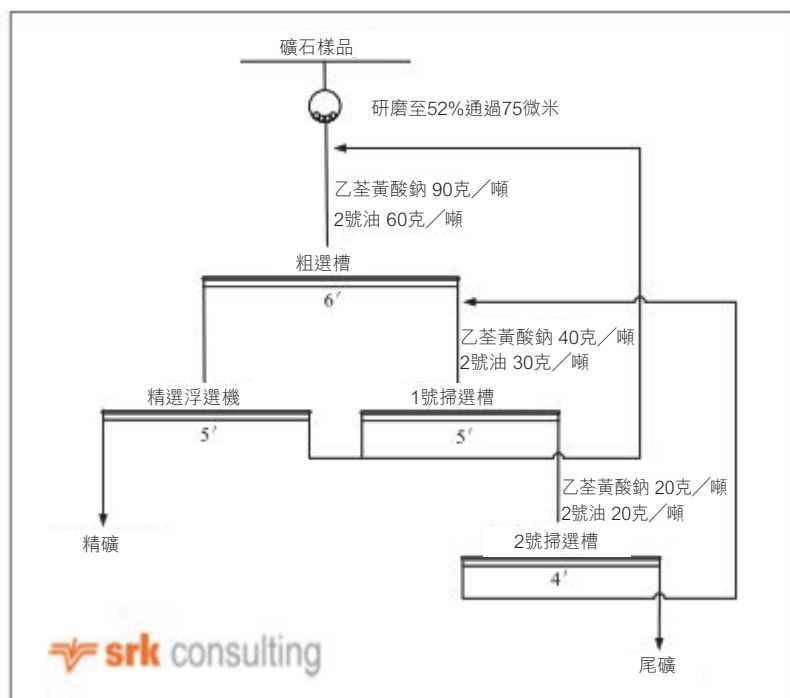 礦石樣品
研磨至52%通過75微米
乙荃黃酸鈉 90克／噸
2號油 60克／噸
粗選槽
6′
乙荃黃酸鈉 40克／噸
2號油 30克／噸
精選浮選機
1號掃選槽
5′
5′
乙荃黃酸鈉 20克／噸
2號油 20克／噸
精礦
2號掃選槽
4′
srk consulting
尾礦